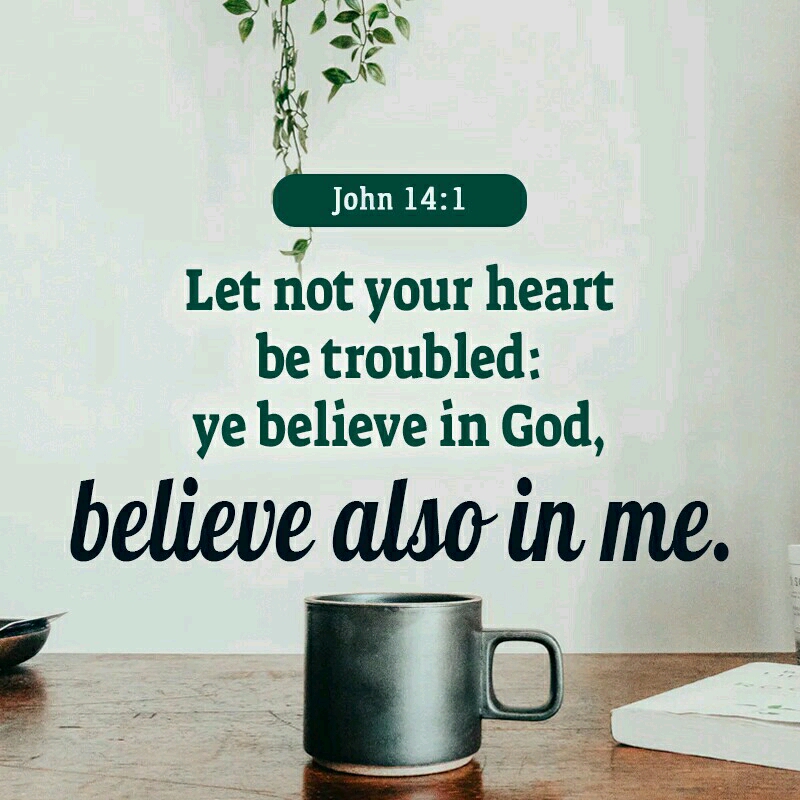 John 14:1
Let not your heart
be troubled:
ye believe in God,
believe also in me.